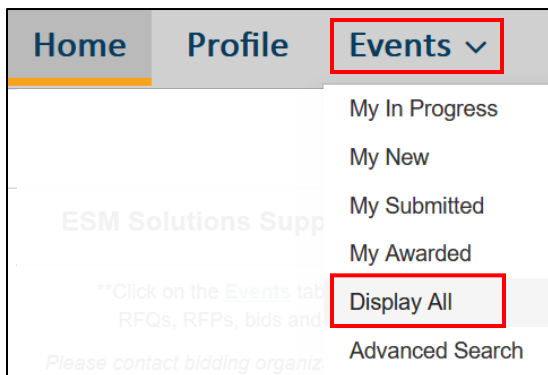 Home Profile Events
My In Progress
My New
My Submitted
ESM Solutions Supp
My Awarded
**Click on the Events tab
Display All
RFQs, RFPs, bids and
Advanced Search
Please contact bidding organiz